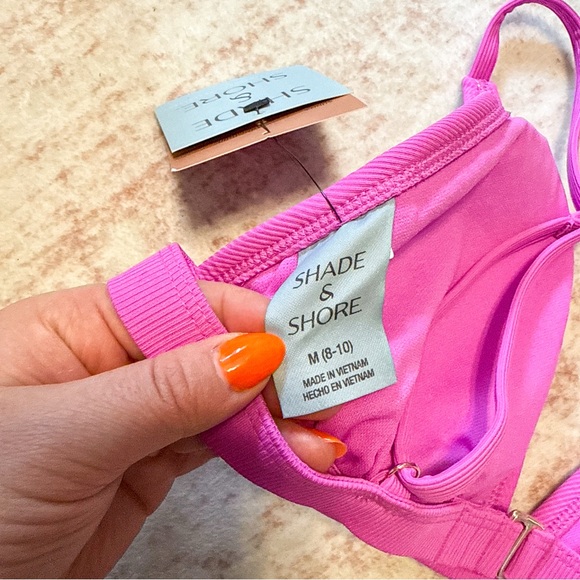 SHADE
&
SHORE
SHADE
&
SHORE
M (8-10)
MADE IN VIETNAM
HECHO EN VIETNAM